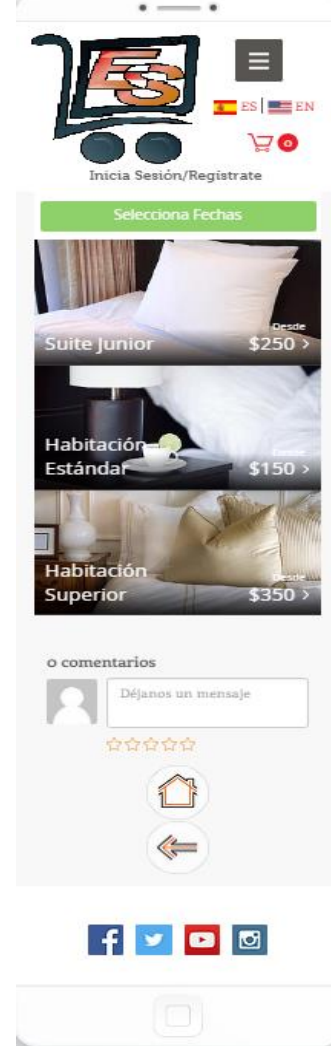 ES
ES | EN
0
Inicia Sesión/Regístrate
Selecciona Fechas
Suite Junior
Desde
$250 >
Habitación
Estándar
Desde
$150 >
Habitación
Superior
Desde
$350 >
0 comentarios
Déjanos un mensaje